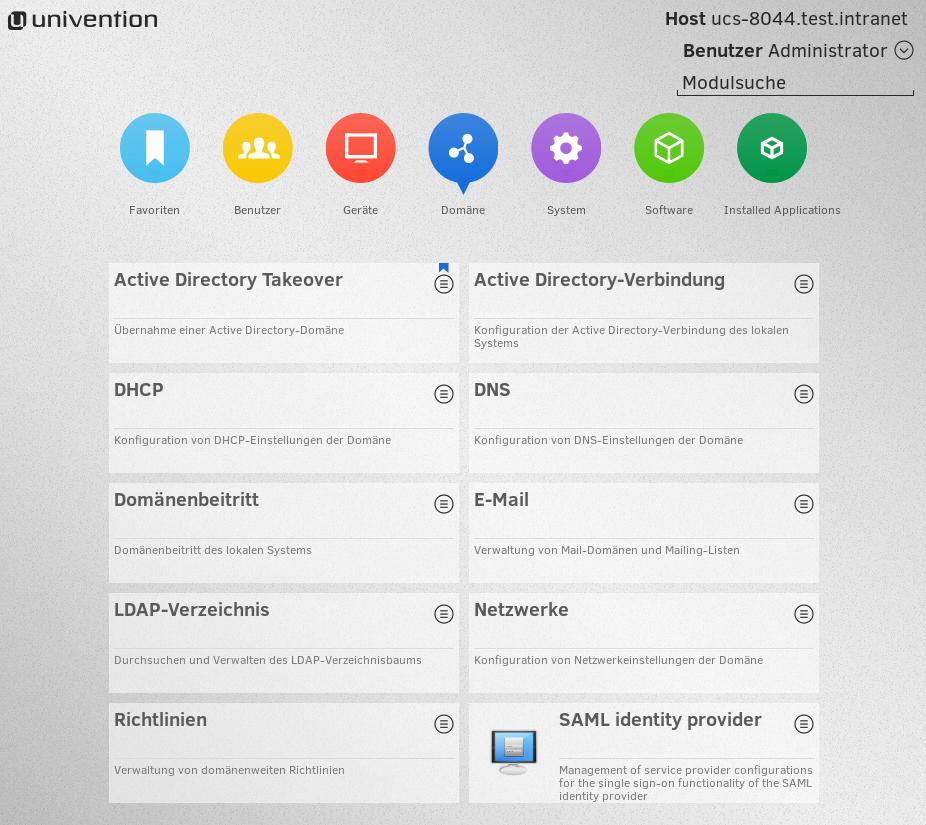 univention
Host ucs-8044.test.intranet
Benutzer Administrator
Modulsuche
Favoriten
Benutzer
Geräte
Domäne
System
Software
Installed Applications
Active Directory Takeover
Übernahme einer Active Directory-Domäne
Active Directory-Verbindung
Konfiguration der Active Directory-Verbindung des lokalen
Systems
DHCP
Konfiguration von DHCP-Einstellungen der Domäne
DNS
Konfiguration von DNS-Einstellungen der Domäne
Domänenbeitritt
Domänenbeitritt des lokalen Systems
E-Mail
Verwaltung von Mail-Domänen und Mailing-Listen
LDAP-Verzeichnis
Durchsuchen und Verwalten des LDAP-Verzeichnisbaums
Netzwerke
Konfiguration von Netzwerkeinstellungen der Domäne
Richtlinien
Verwaltung von domänenweiten Richtlinien
SAML identity provider
Management of service provider configurations
for the single sign-on functionality of the SAML
identity provider